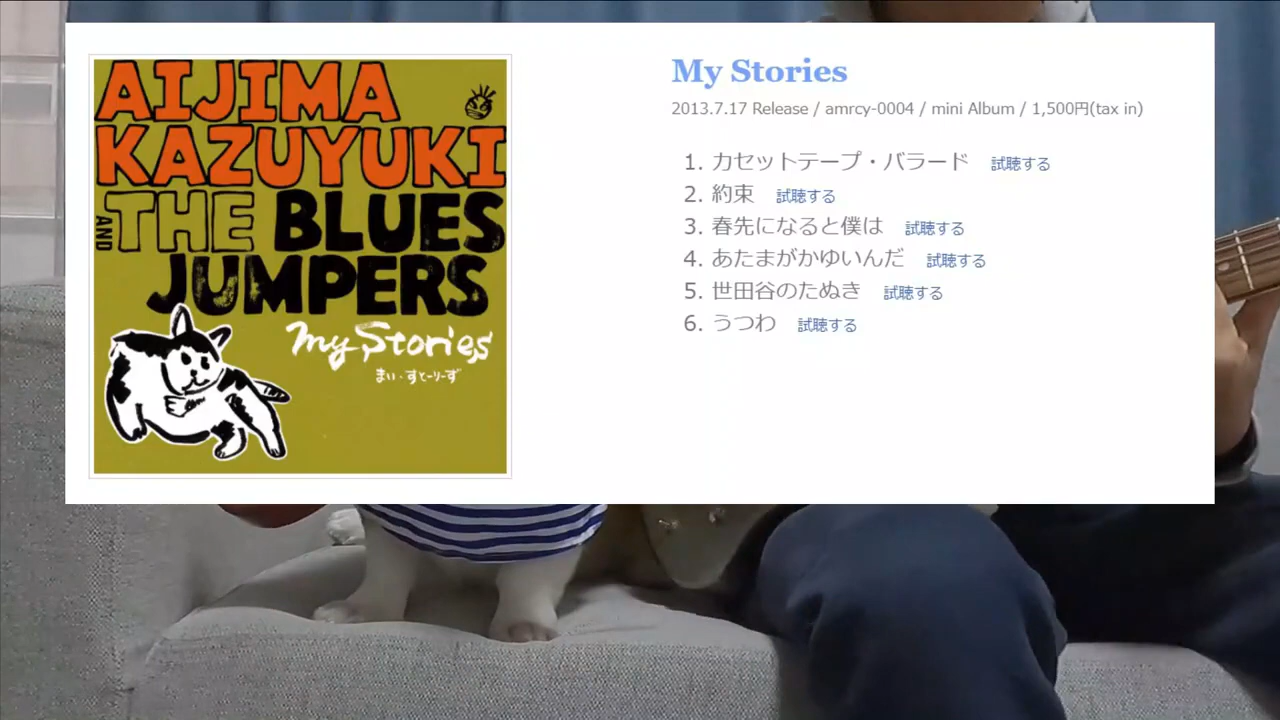 AIJIMA
KAZUYUKI
AND THE BLUES
JUMPERS
My Stories
まい・すとーりーず
My Stories
2013.7.17 Release / amrcy-0004 / mini Album / 1,500円(tax in)
1. カセットテープ・バラード 試聴する
2. 約束 試聴する
3. 春先になると僕は 試聴する
4. あたまがかゆいんだ 試聴する
5. 世田谷のたぬき 試聴する
6. うつわ 試聴する